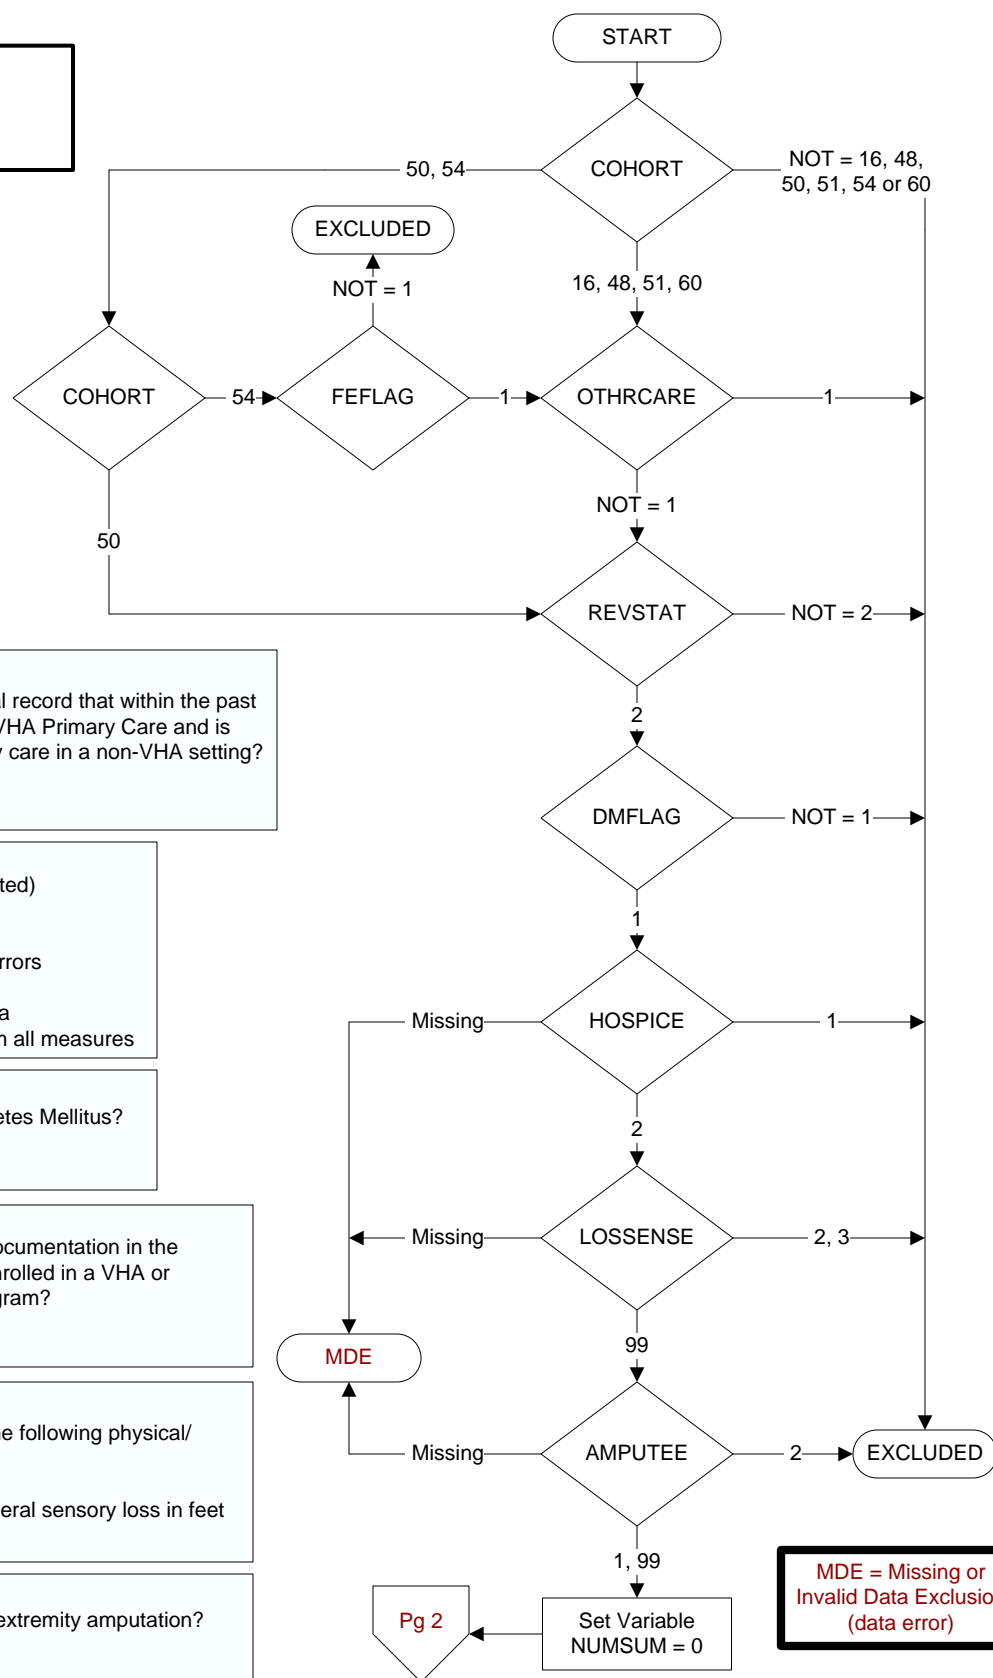 START
COHORT
50, 54
NOT = 16, 48,
50, 51, 54 or 60
EXCLUDED
NOT = 1
16, 48, 51, 60
COHORT
54
FEFLAG
1
OTHRCARE
1
NOT = 1
50
REVSTAT
NOT = 2
2
al record that within the past
VHA Primary Care and is
y care in a non-VHA setting?
DMFLAG
NOT = 1
1
ted)
rrors
a
m all measures
HOSPICE
Missing
1
2
etes Mellitus?
LOSSENSE
Missing
2, 3
99
ocumentation in the
nrolled in a VHA or
gram?
MDE
AMPUTEE
Missing
2
EXCLUDED
1, 99
he following physical/
eral sensory loss in feet
extremity amputation?
Pg 2
Set Variable
NUMSUM = 0
MDE = Missing or
Invalid Data Exclusio
(data error)